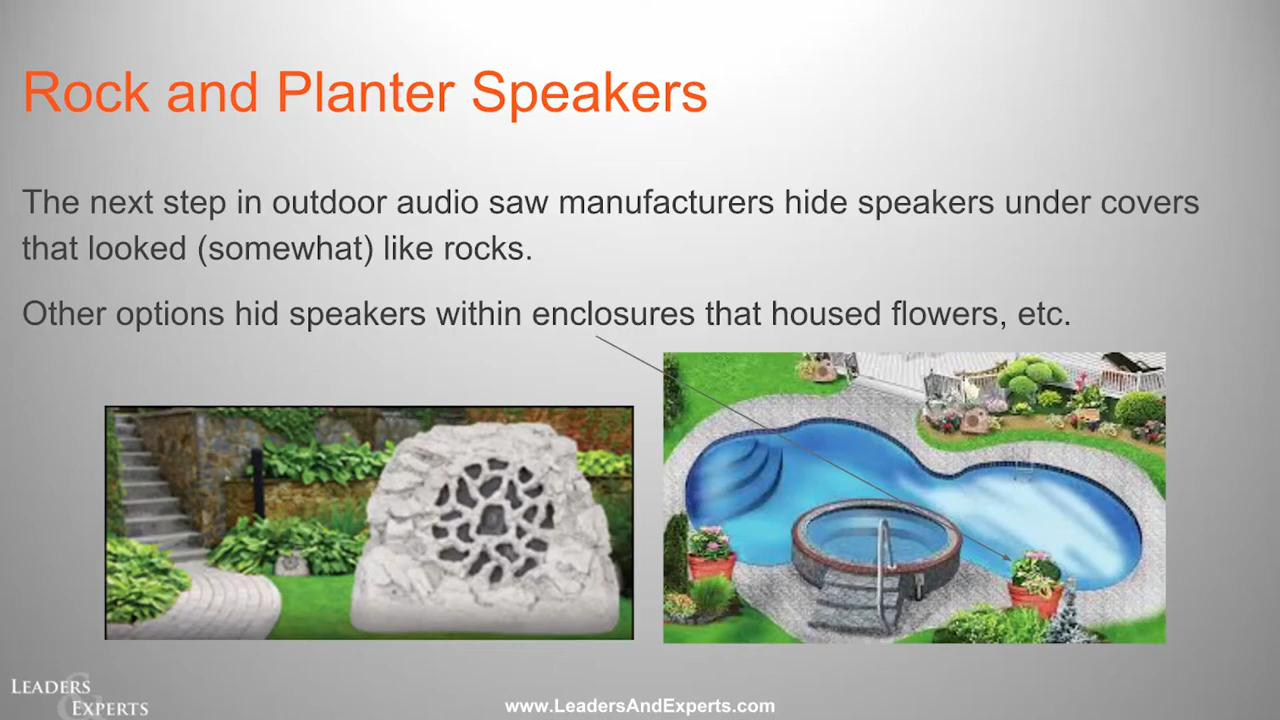 Rock and Planter Speakers
The next step in outdoor audio saw manufacturers hide speakers under covers
that looked (somewhat) like rocks.
Other options hid speakers within enclosures that housed flowers, etc.
LEADERS
& EXPERTS
www.LeadersAndExperts.com